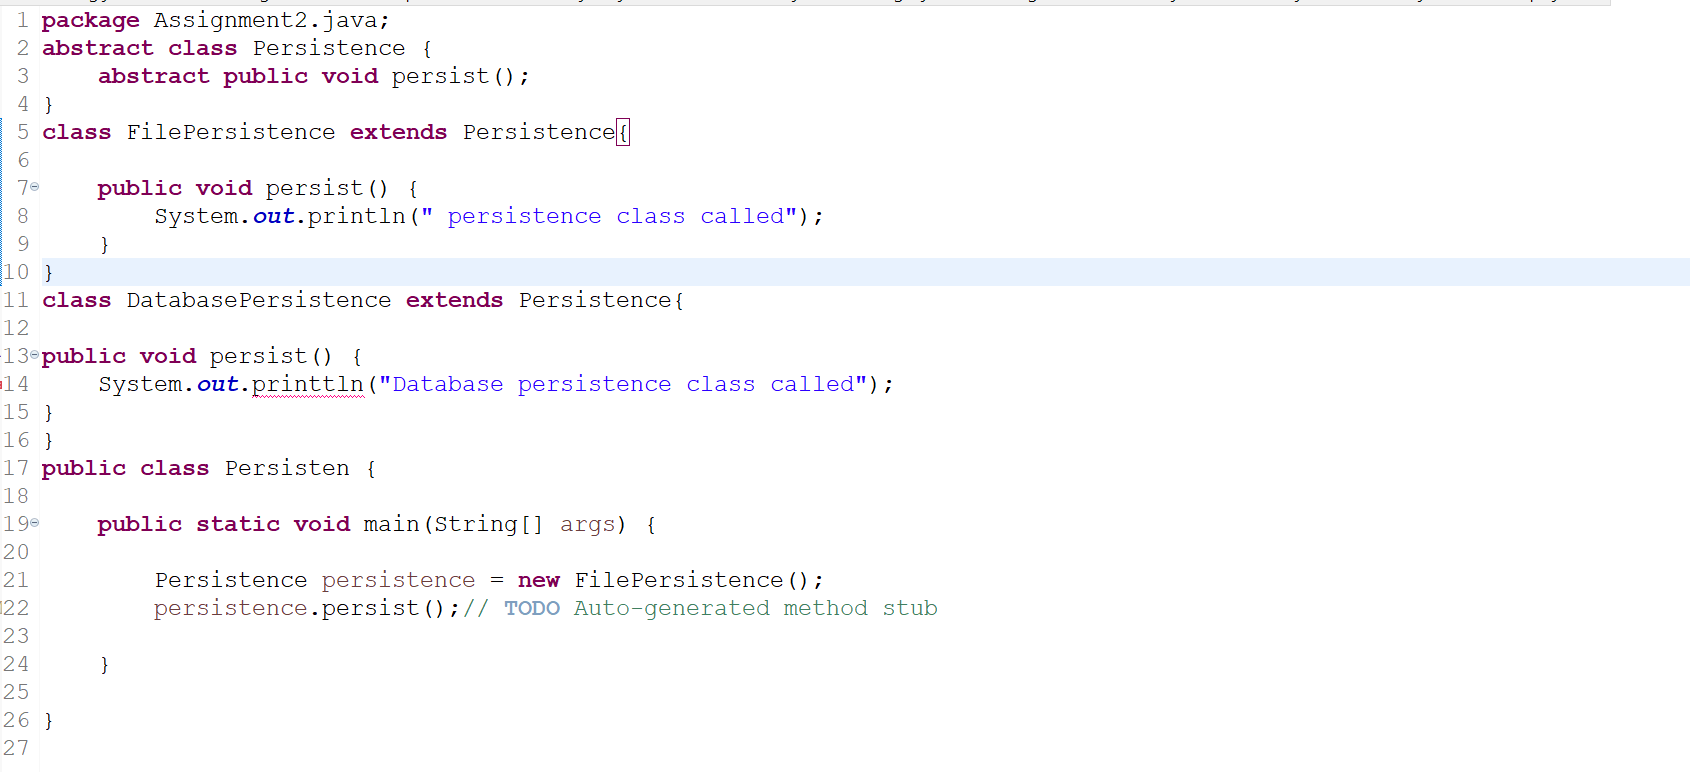 1 package Assignment2.java;
2 abstract class Persistence {
3     abstract public void persist();
4 }
5 class FilePersistence extends Persistence{
6
7     public void persist() {
8         System.out.println(" persistence class called");
9     }
10 }
11 class DatabasePersistence extends Persistence{
12
13 public void persist() {
14     System.out.printtln("Database persistence class called");
15 }
16 }
17 public class Persisten {
18
19     public static void main(String[] args) {
20
21         Persistence persistence = new FilePersistence();
22         persistence.persist();// TODO Auto-generated method stub
23
24     }
25
26 }
27